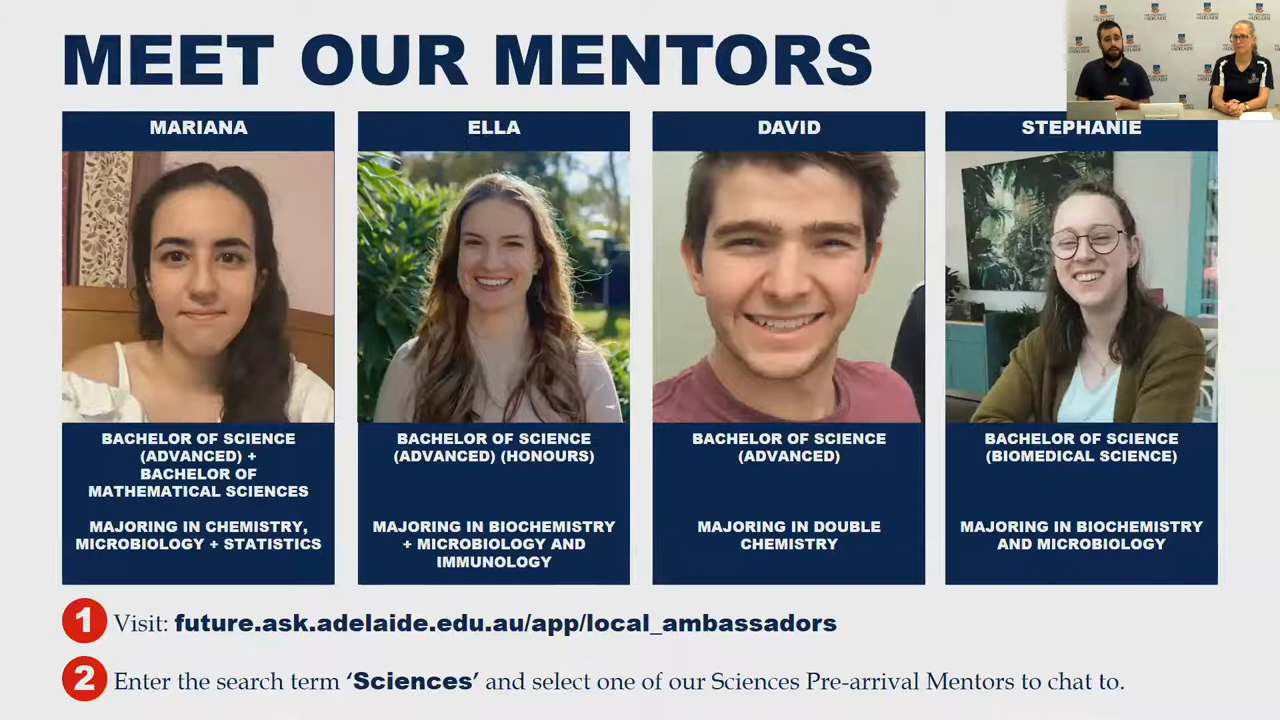 MEET OUR MENTORS
MARIANA
BACHELOR OF SCIENCE
(ADVANCED) +
BACHELOR OF
MATHEMATICAL SCIENCES
MAJORING IN CHEMISTRY,
MICROBIOLOGY + STATISTICS
ELLA
BACHELOR OF SCIENCE
(ADVANCED) (HONOURS)
MAJORING IN BIOCHEMISTRY
+ MICROBIOLOGY AND
IMMUNOLOGY
DAVID
BACHELOR OF SCIENCE
(ADVANCED)
MAJORING IN DOUBLE
CHEMISTRY
STEPHANIE
BACHELOR OF SCIENCE
(BIOMEDICAL SCIENCE)
MAJORING IN BIOCHEMISTRY
AND MICROBIOLOGY
1 Visit: future.ask.adelaide.edu.au/app/local_ambassadors
2 Enter the search term ‘Sciences’ and select one of our Sciences Pre-arrival Mentors to chat to.